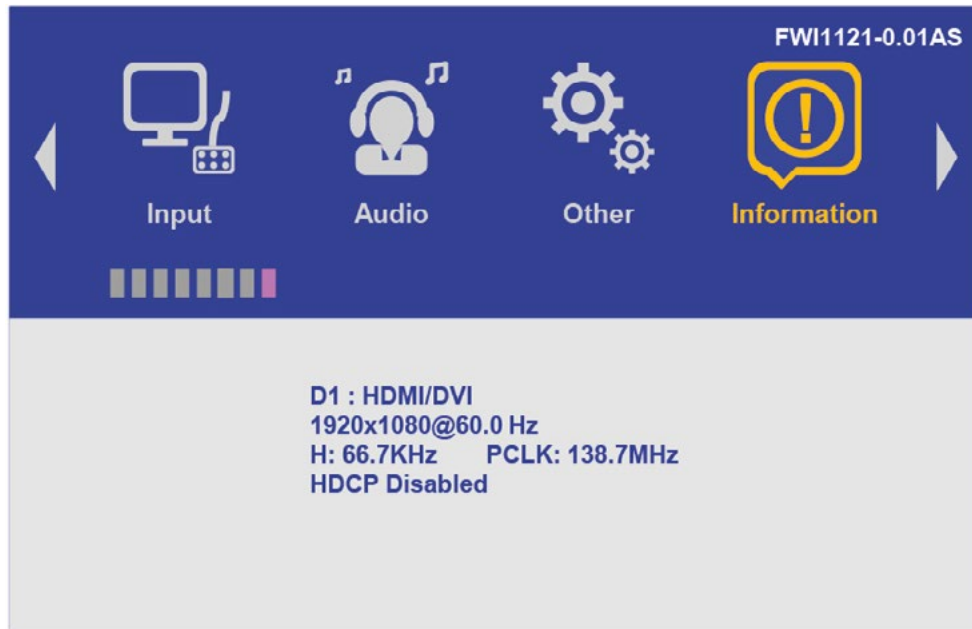 FWI1121-0.01AS
Input Audio Other Information
D1 : HDMI/DVI
1920x1080@60.0 Hz
H: 66.7KHz PCLK: 138.7MHz
HDCP Disabled